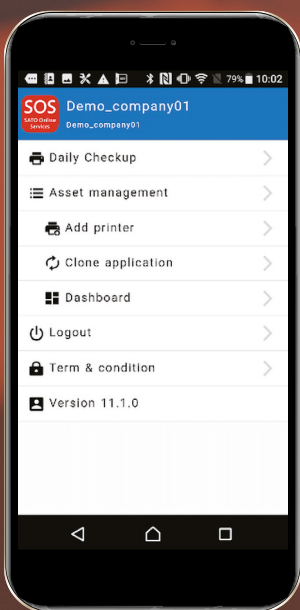 79% 10:02
SOS
SATO Online
Services
Demo_company01
Demo_company01
Daily Checkup
Asset management
Add printer
Clone application
Dashboard
Logout
Term & condition
Version 11.1.0